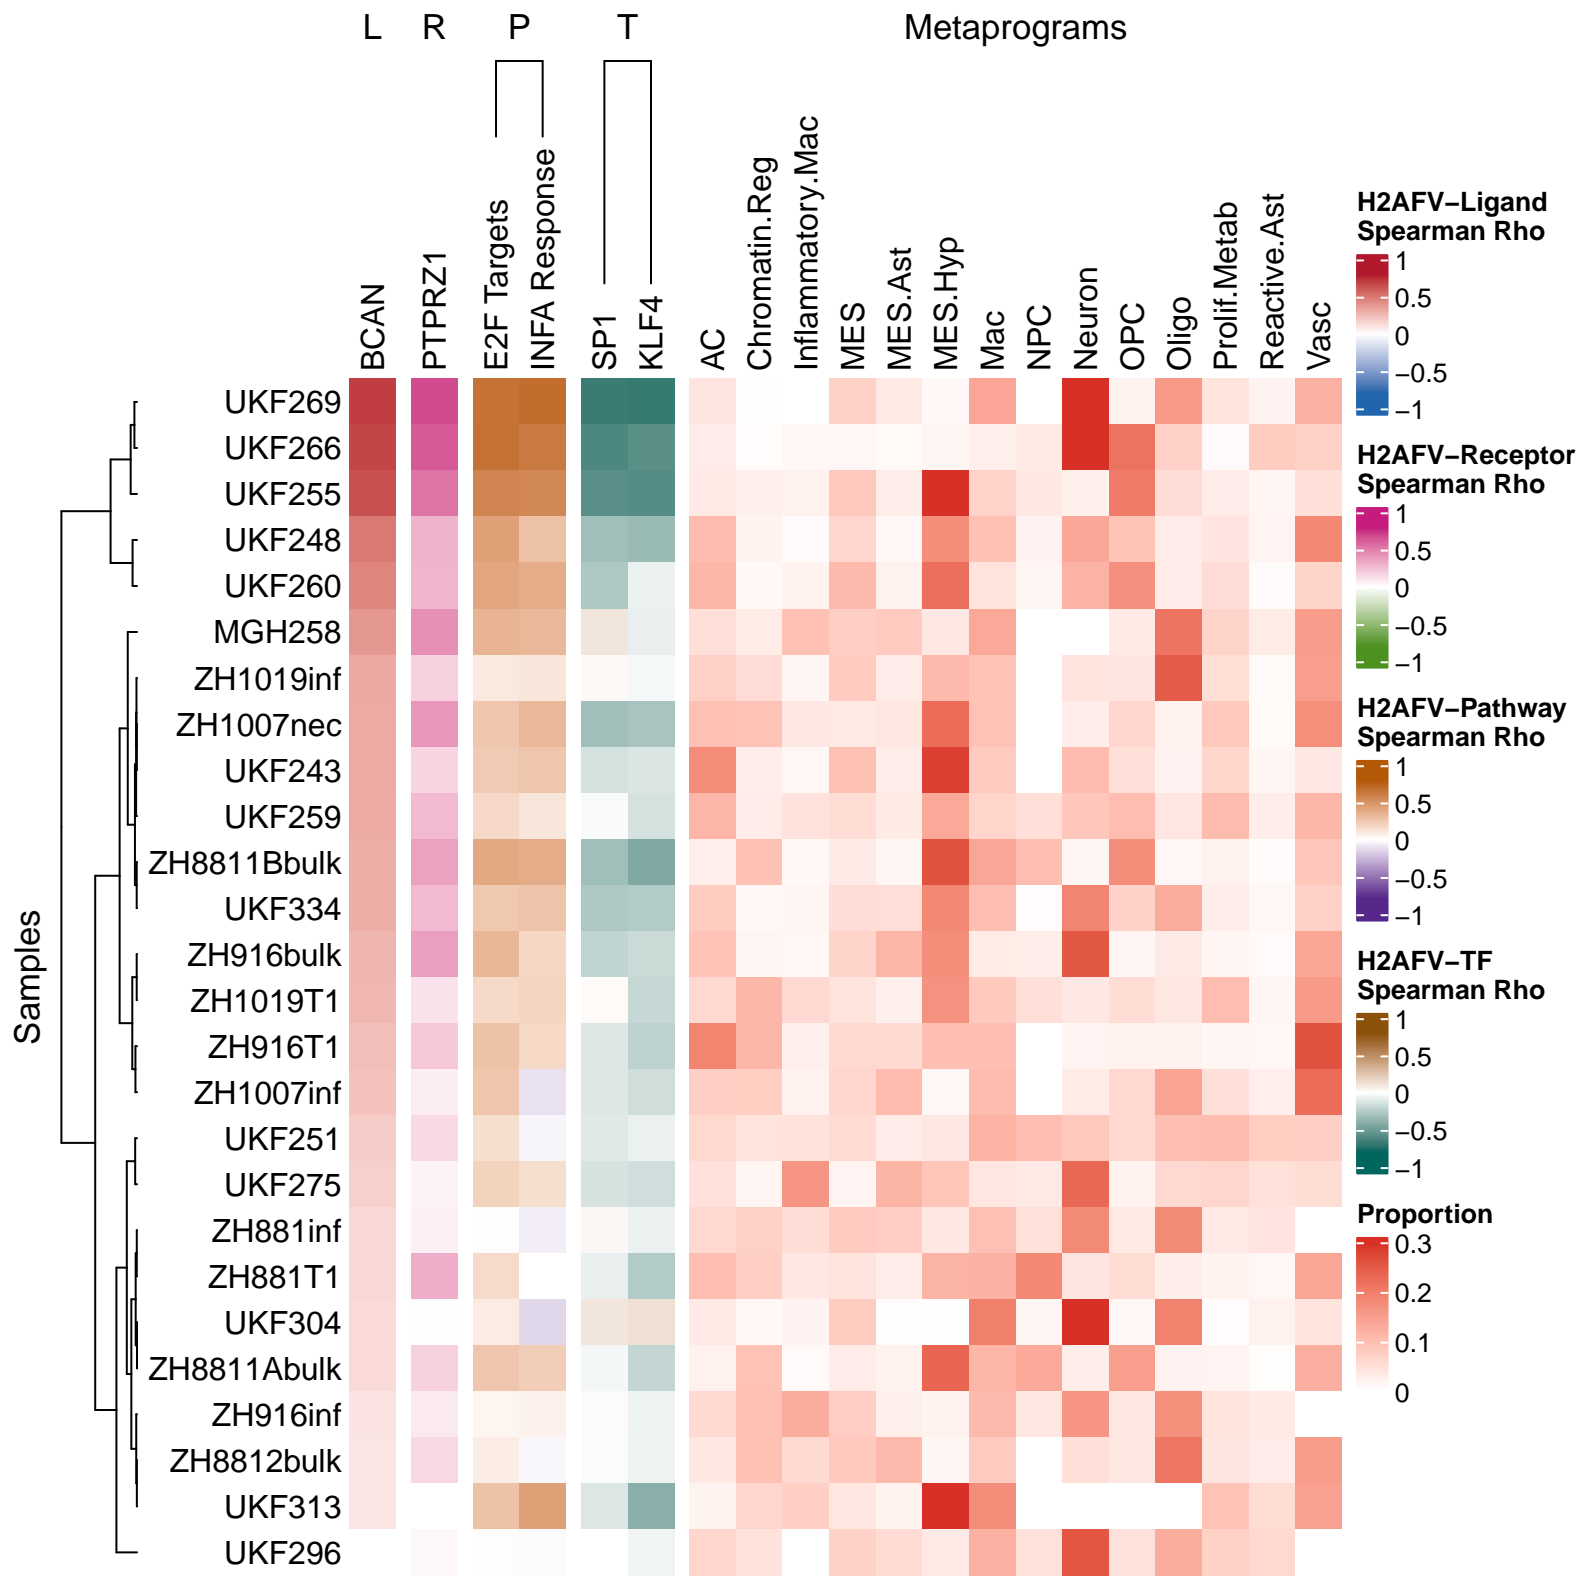 L R P T Metaprograms
BCAN
PTPRZ1
E2F Targets
INFA Response
SP1
KLF4
AC
Chromatin.Reg
Inflammatory.Mac
MES
MES.Ast
MES.Hyp
Mac
NPC
Neuron
OPC
Oligo
Prolif.Metab
Reactive.Ast
Vasc
Samples
UKF269
UKF266
UKF255
UKF248
UKF260
MGH258
ZH1019inf
ZH1007nec
UKF243
UKF259
ZH8811Bbulk
UKF334
ZH916bulk
ZH1019T1
ZH916T1
ZH1007inf
UKF251
UKF275
ZH881inf
ZH881T1
UKF304
ZH8811Abulk
ZH916inf
ZH8812bulk
UKF313
UKF296
H2AFV−Ligand
Spearman Rho
1
0.5
0
−0.5
−1
H2AFV−Receptor
Spearman Rho
1
0.5
0
−0.5
−1
H2AFV−Pathway
Spearman Rho
1
0.5
0
−0.5
−1
H2AFV−TF
Spearman Rho
1
0.5
0
−0.5
−1
Proportion
0.3
0.2
0.1
0